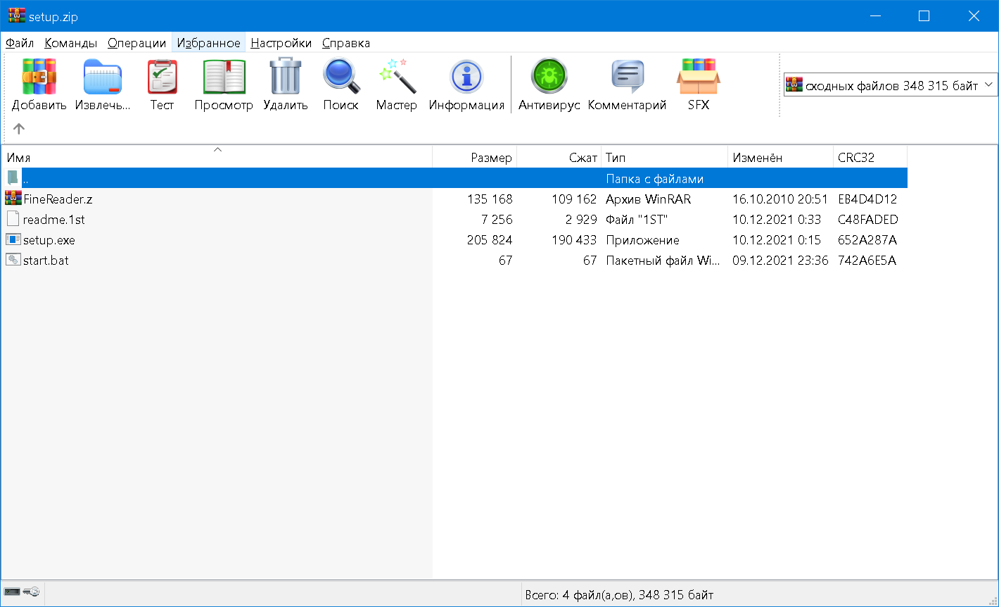 setup.zip
Файл Команды Операции Избранное Настройки Справка
Добавить Извлечь... Тест Просмотр Удалить Поиск Мастер Информация Антивирус Комментарий SFX
сходных файлов 348 315 байт
Имя Размер Сжат Тип Изменён CRC32
.. Папка с файлами
FineReader.z 135 168 109 162 Архив WinRAR 16.10.2010 20:51 EB4D4D12
readme.1st 7 256 2 929 Файл "1ST" 10.12.2021 0:33 C48FADED
setup.exe 205 824 190 433 Приложение 10.12.2021 0:15 652A287A
start.bat 67 67 Пакетный файл Wi... 09.12.2021 23:36 742A6E5A
Всего: 4 файл(а,ов), 348 315 байт